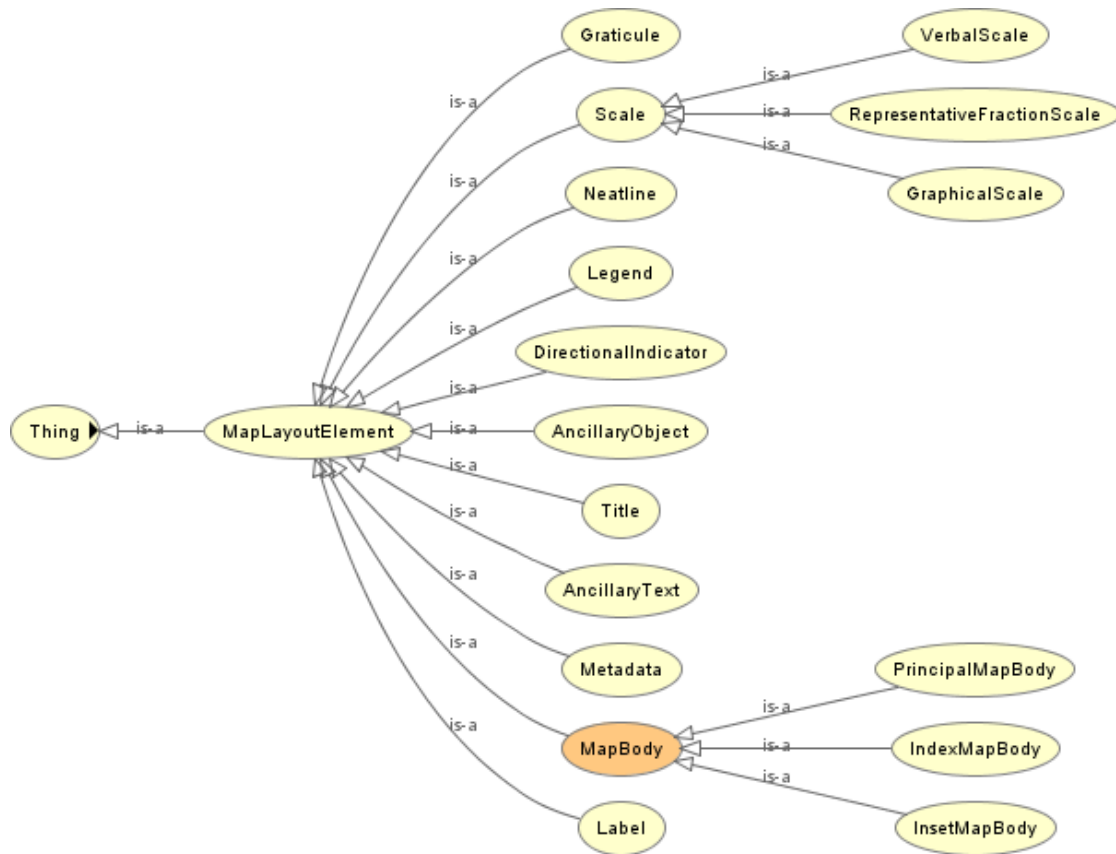 Graticule
VerbalScale
is-a
is-a
Scale
is-a
RepresentativeFractionScale
is-a
is-a
Neatline
GraphicalScale
is-a
Legend
is-a
DirectionalIndicator
is-a
Thing
is-a
MapLayoutElement
is-a
AncillaryObject
is-a
Title
is-a
AncillaryText
is-a
Metadata
PrincipalMapBody
is-a
is-a
MapBody
is-a
IndexMapBody
is-a
is-a
Label
InsetMapBody